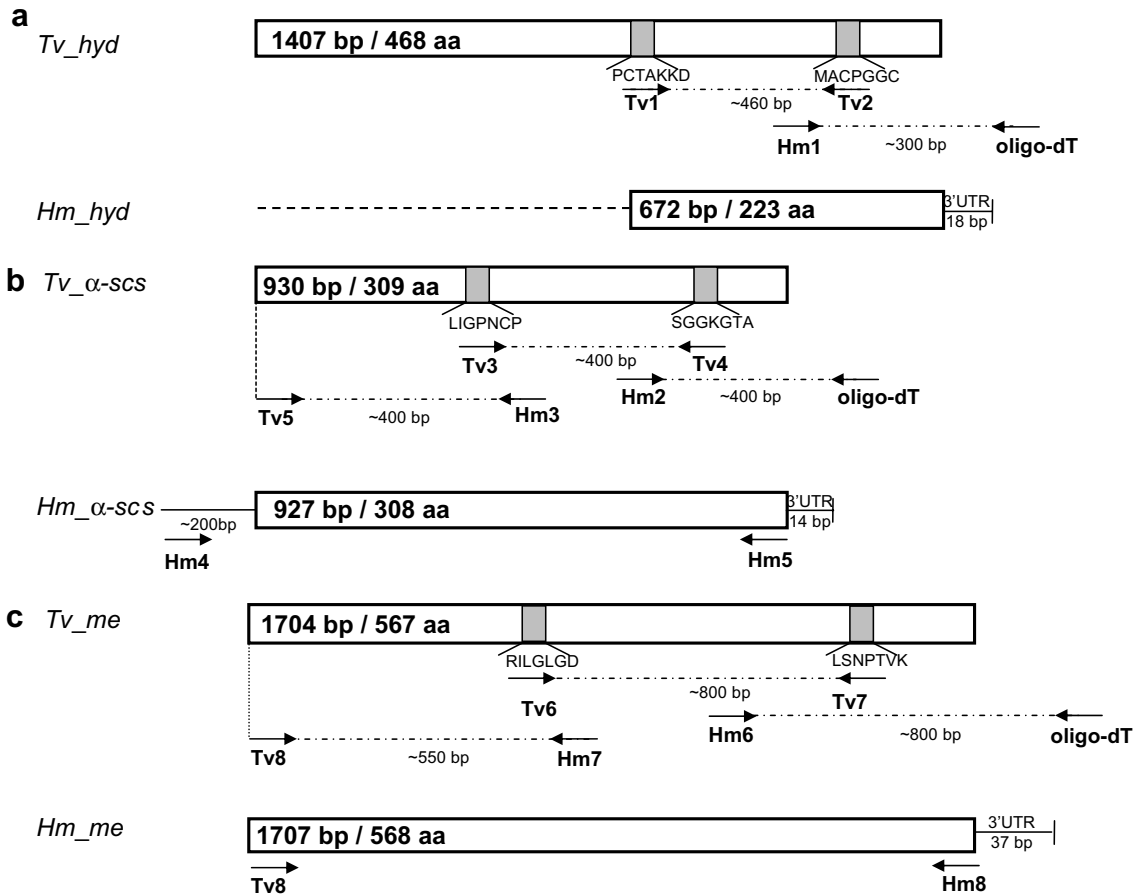 a
Tv_hyd
1407 bp / 468 aa
PCTAKKD
MACPGGC
Tv1
~460 bp
Tv2
Hm1
~300 bp
oligo-dT
Hm_hyd
672 bp / 223 aa
3'UTR
18 bp
b
Tv_α-scs
930 bp / 309 aa
LIGPNCP
SGGKGTA
Tv3
~400 bp
Tv4
Tv5
~400 bp
Hm3
Hm2
~400 bp
oligo-dT
Hm_α-scs
~200bp
927 bp / 308 aa
3'UTR
14 bp
Hm4
Hm5
c
Tv_me
1704 bp / 567 aa
RILGLGD
LSNPTVK
Tv6
~800 bp
Tv7
Tv8
~550 bp
Hm7
Hm6
~800 bp
oligo-dT
Hm_me
1707 bp / 568 aa
3'UTR
37 bp
Tv8
Hm8